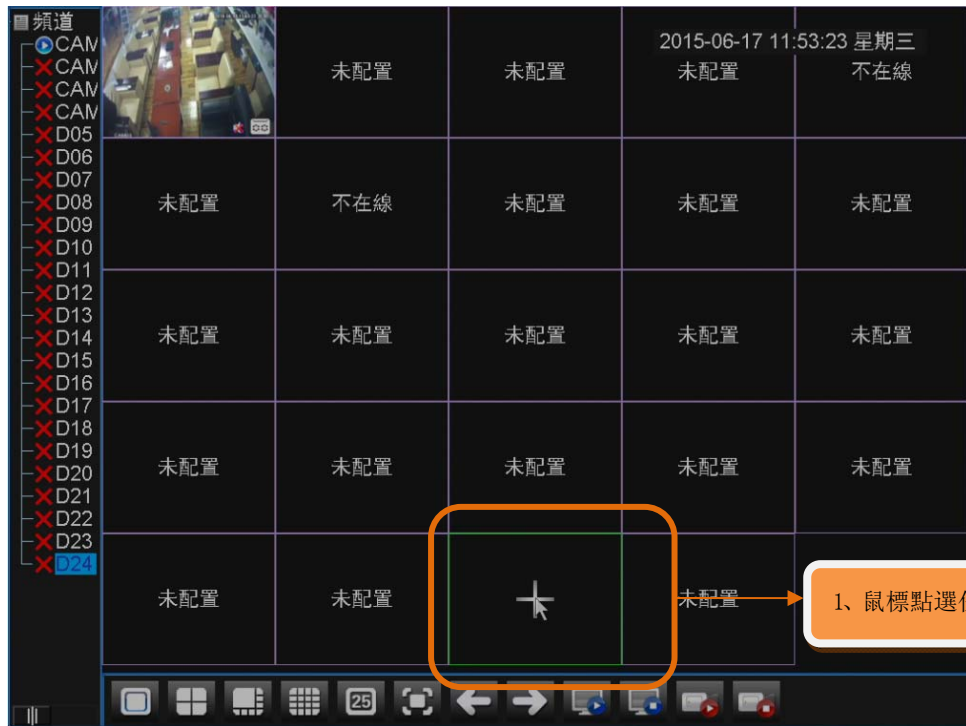 頻道
CAM
CAM
CAM
CAM
D05
D06
D07
D08
D09
D10
D11
D12
D13
D14
D15
D16
D17
D18
D19
D20
D21
D22
D23
D24
2015-06-17 11:53:23 星期三
未配置 未配置 未配置 不在線
未配置 不在線 未配置 未配置 未配置
未配置 未配置 未配置 未配置 未配置
未配置 未配置 未配置 未配置 未配置
未配置 未配置 未配置
1、鼠標點選
25